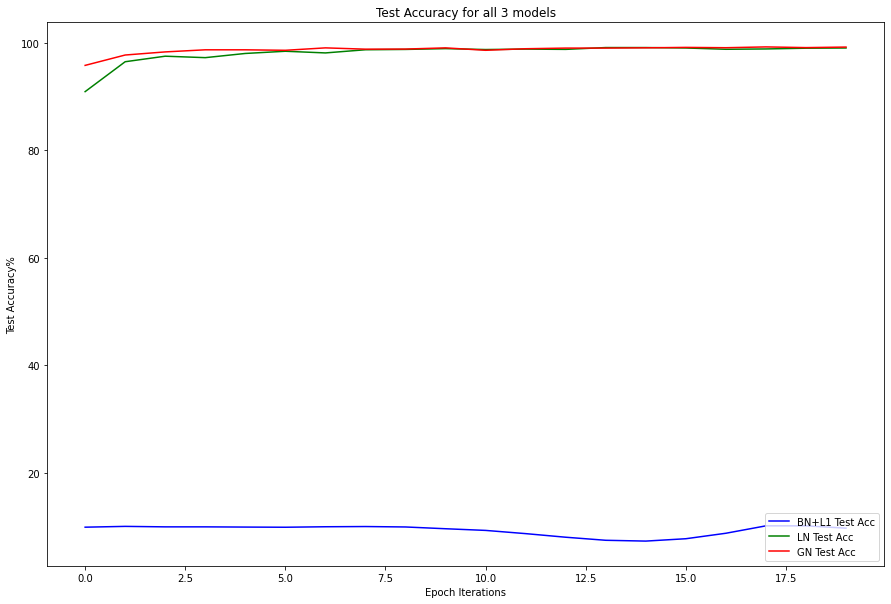 Test Accuracy for all 3 models
Test Accuracy%
100
80
60
40
20
0.0 2.5 5.0 7.5 10.0 12.5 15.0 17.5
Epoch Iterations
BN+L1 Test Acc
LN Test Acc
GN Test Acc